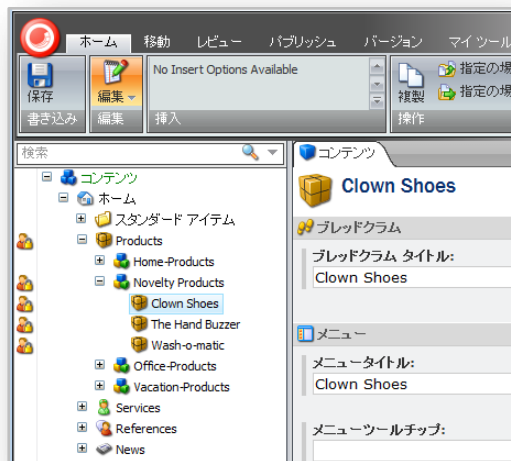 ホーム 移動 レビュー パブリッシュ バージョン マイ ツール
No Insert Options Available
保存 編集 複製 指定の場
指定の場
書き込み 編集 挿入 操作
検索
コンテンツ
コンテンツ
ホーム
スタンダード アイテム
Products
Home-Products
Novelty Products
Clown Shoes
The Hand Buzzer
Wash-o-matic
Office-Products
Vacation-Products
Services
References
News
Clown Shoes
ブレッドクラム
ブレッドクラム タイトル:
Clown Shoes
メニュー
メニュータイトル:
Clown Shoes
メニューツールチップ: